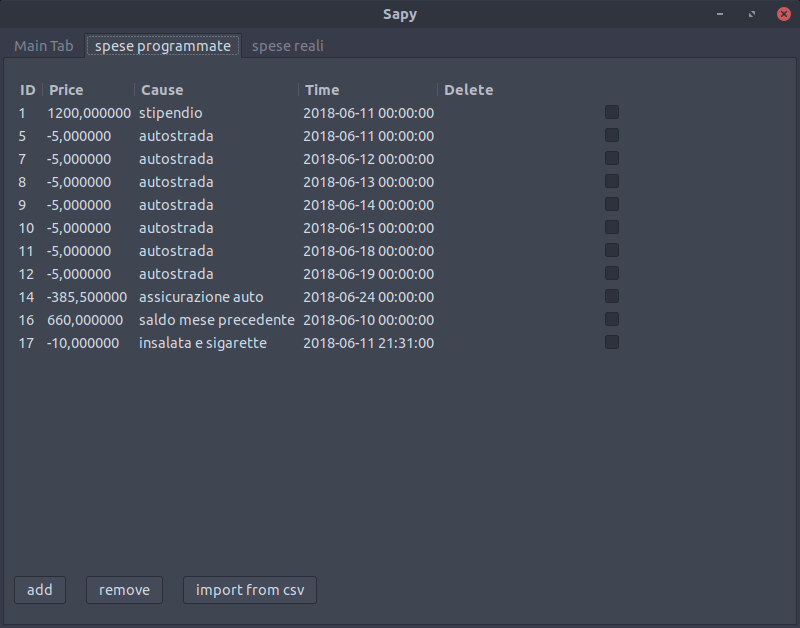 Sapy
Main Tab spese programmate spese reali
ID Price Cause Time Delete
1 1200,000000 stipendio 2018-06-11 00:00:00
5 -5,000000 autostrada 2018-06-11 00:00:00
7 -5,000000 autostrada 2018-06-12 00:00:00
8 -5,000000 autostrada 2018-06-13 00:00:00
9 -5,000000 autostrada 2018-06-14 00:00:00
10 -5,000000 autostrada 2018-06-15 00:00:00
11 -5,000000 autostrada 2018-06-18 00:00:00
12 -5,000000 autostrada 2018-06-19 00:00:00
14 -385,500000 assicurazione auto 2018-06-24 00:00:00
16 660,000000 saldo mese precedente 2018-06-10 00:00:00
17 -10,000000 insalata e sigarette 2018-06-11 21:31:00
add remove import from csv